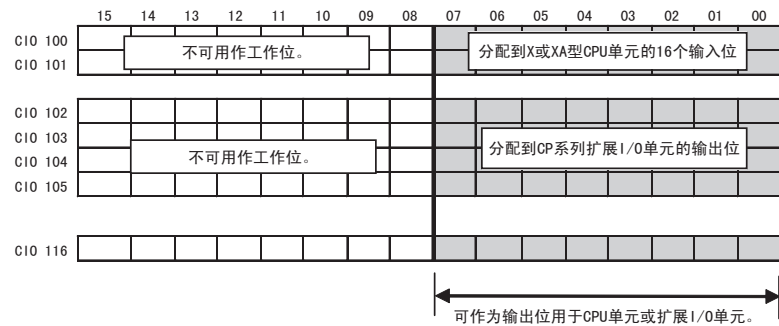 15 14 13 12 11 10 09 08 07 06 05 04 03 02 01 00
CIO 100
不可用作工作位。
分配到X或XA型CPU单元的16个输入位
CIO 101
CIO 102
CIO 103
不可用作工作位。
分配到CP系列扩展I/O单元的输出位
CIO 104
CIO 105
CIO 116
可作为输出位用于CPU单元或扩展I/O单元。